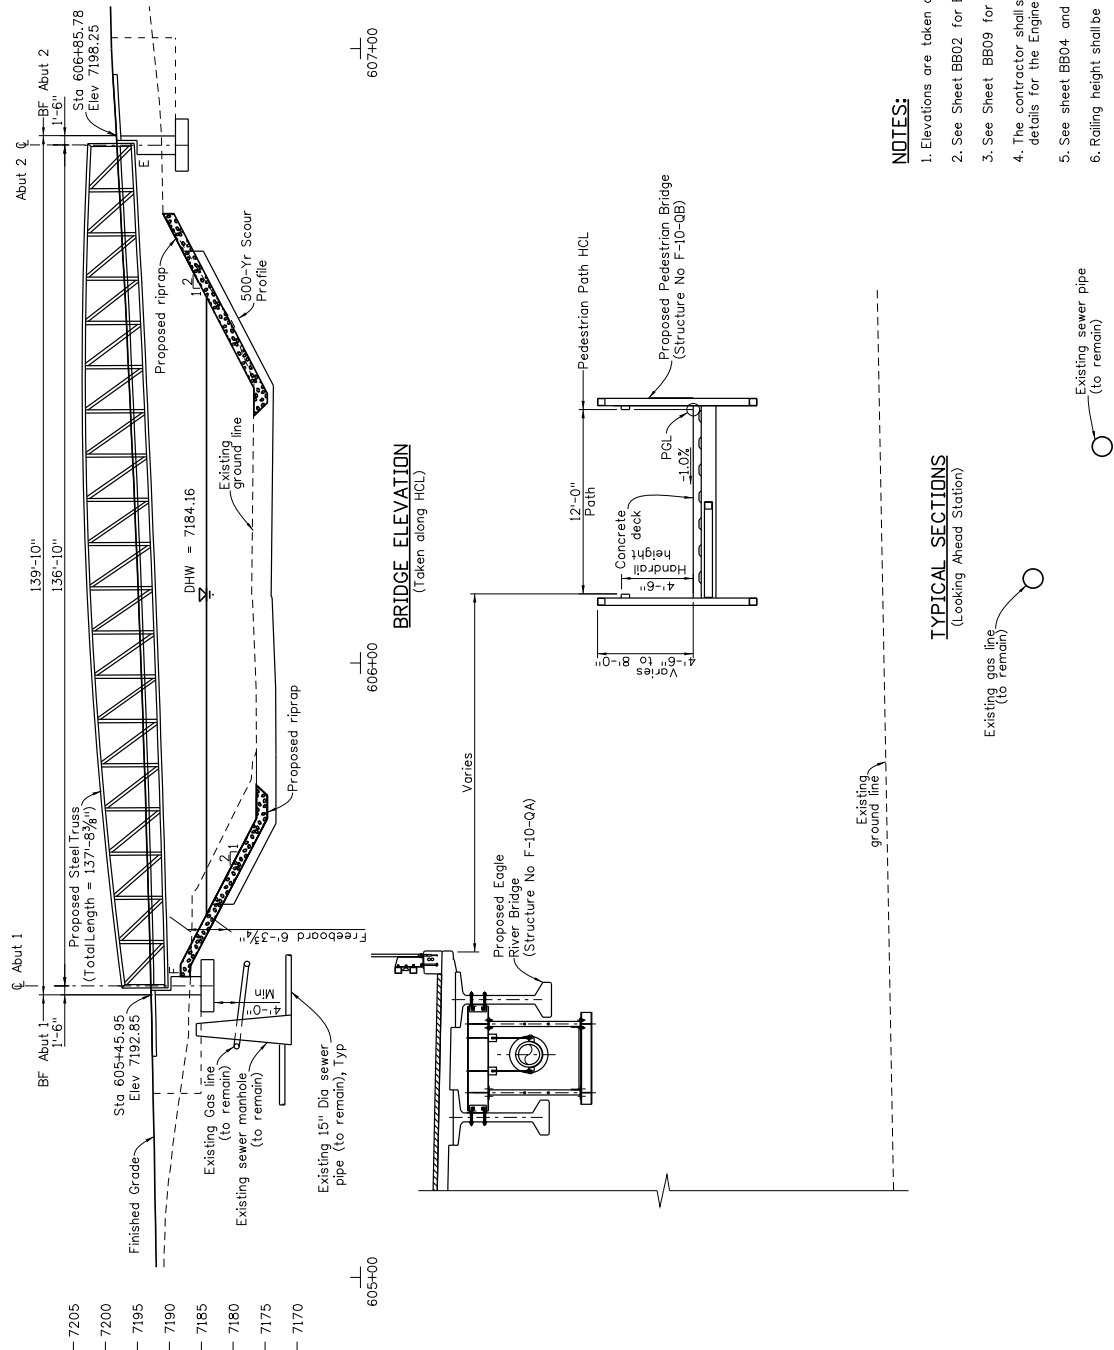 139'-10"
136'-10"
BF Abut 1
1'-6"
℄ Abut 1
Abut 2 ℄
BF Abut 2
1'-6"
Sta 605+45.95
Elev 7192.85
Sta 606+85.78
Elev 7198.25
Proposed Steel Truss
(Total Length = 137'-8⅜")
Finished Grade
Existing Gas line
(to remain)
Existing sewer manhole
(to remain)
Existing 15" Dia sewer
pipe (to remain), Typ
4'-0"
Min
Freeboard 6'-3¾"
F
E
2
1
Proposed riprap
DHW = 7184.16
Existing
ground line
Proposed riprap
1
2
500-Yr Scour
Profile
7205
7200
7195
7190
7185
7180
7175
7170
605+00
606+00
607+00
BRIDGE ELEVATION
(Taken along HCL)
Varies
Proposed Eagle
River Bridge
(Structure No F-10-QA)
12'-0"
Path
Pedestrian Path HCL
Concrete
deck
PGL
-1.0%
4'-6"
Handrail
height
Varies
4'-6" to 8'-0"
Proposed Pedestrian Bridge
(Structure No F-10-QB)
Existing
ground line
TYPICAL SECTIONS
(Looking Ahead Station)
Existing gas line
(to remain)
Existing sewer pipe
(to remain)
NOTES:
1. Elevations are taken
2. See Sheet BB02 for
3. See Sheet BB09 for
4. The contractor shall
details for the Engine
5. See sheet BB04 and
6. Railing height shall be